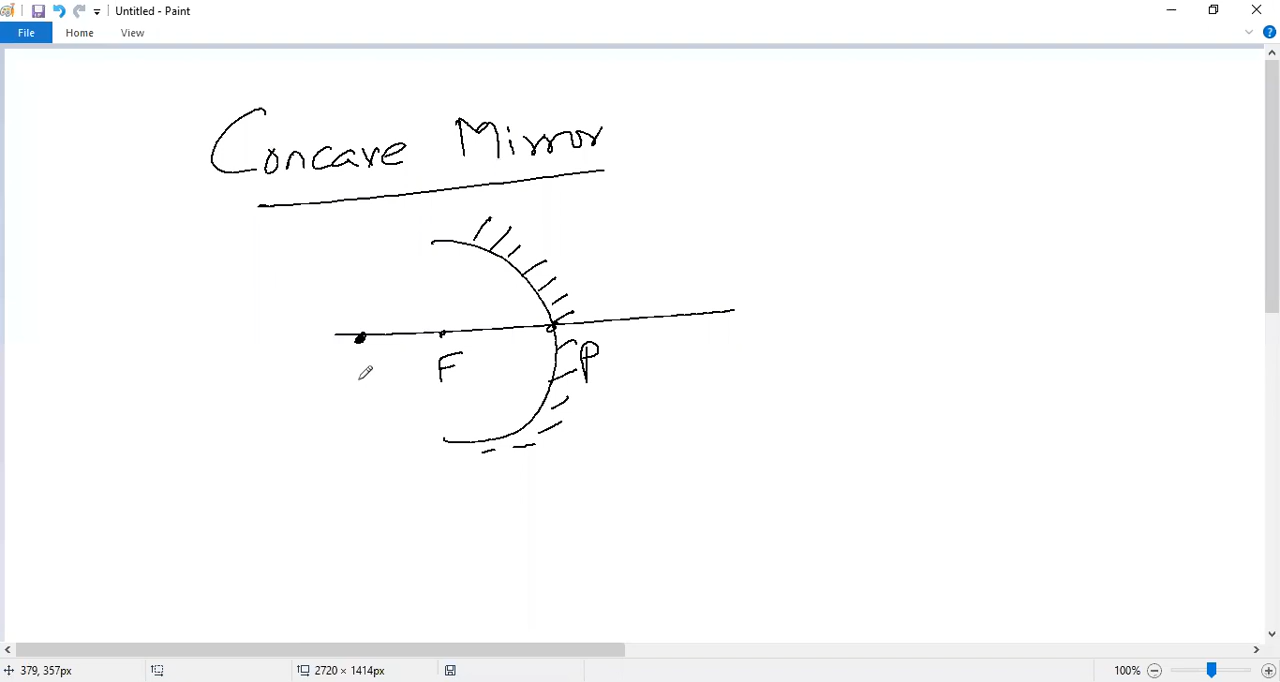 Untitled - Paint
File Home View
Concave Mirror
F P
379, 357px 2720 × 1414px 100%